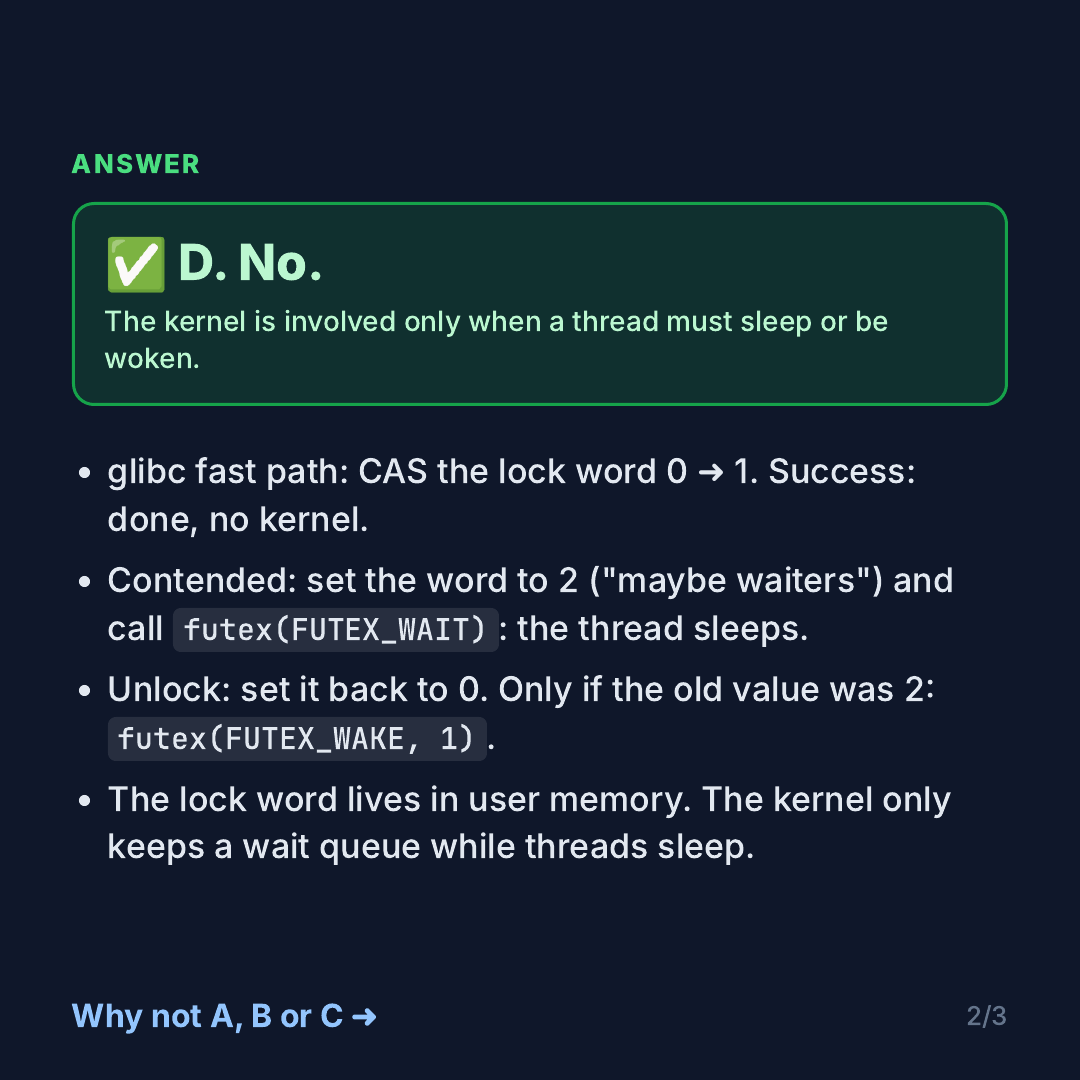 ANSWER
✅ D. No.
The kernel is involved only when a thread must sleep or be
woken.
• glibc fast path: CAS the lock word 0 ➜ 1. Success:
done, no kernel.
• Contended: set the word to 2 ("maybe waiters") and
call futex(FUTEX_WAIT): the thread sleeps.
• Unlock: set it back to 0. Only if the old value was 2:
futex(FUTEX_WAKE, 1).
• The lock word lives in user memory. The kernel only
keeps a wait queue while threads sleep.
Why not A, B or C ➜
2/3